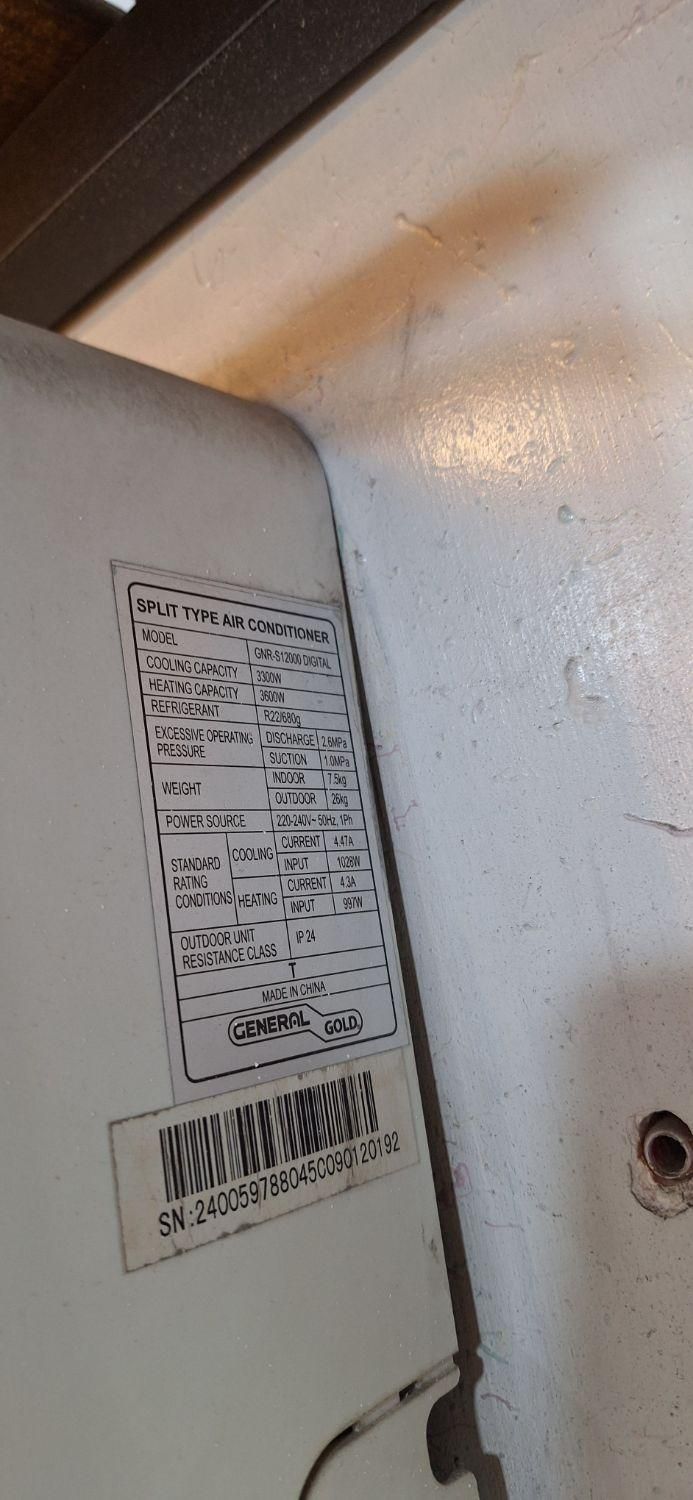 SPLIT TYPE AIR CONDITIONER
MODEL GNR-S12000 DIGITAL
COOLING CAPACITY 3300W
HEATING CAPACITY 3600W
REFRIGERANT R22/680g
EXCESSIVE OPERATING PRESSURE DISCHARGE 2.6MPa
SUCTION 1.0MPa
WEIGHT INDOOR 7.5kg
OUTDOOR 26kg
POWER SOURCE 220-240V~ 50Hz, 1Ph
STANDARD RATING CONDITIONS COOLING CURRENT 4.47A
INPUT 1028W
HEATING CURRENT 4.3A
INPUT 997W
OUTDOOR UNIT RESISTANCE CLASS IP 24
T
MADE IN CHINA
GENERAL GOLD
SN:240059788045C090120192